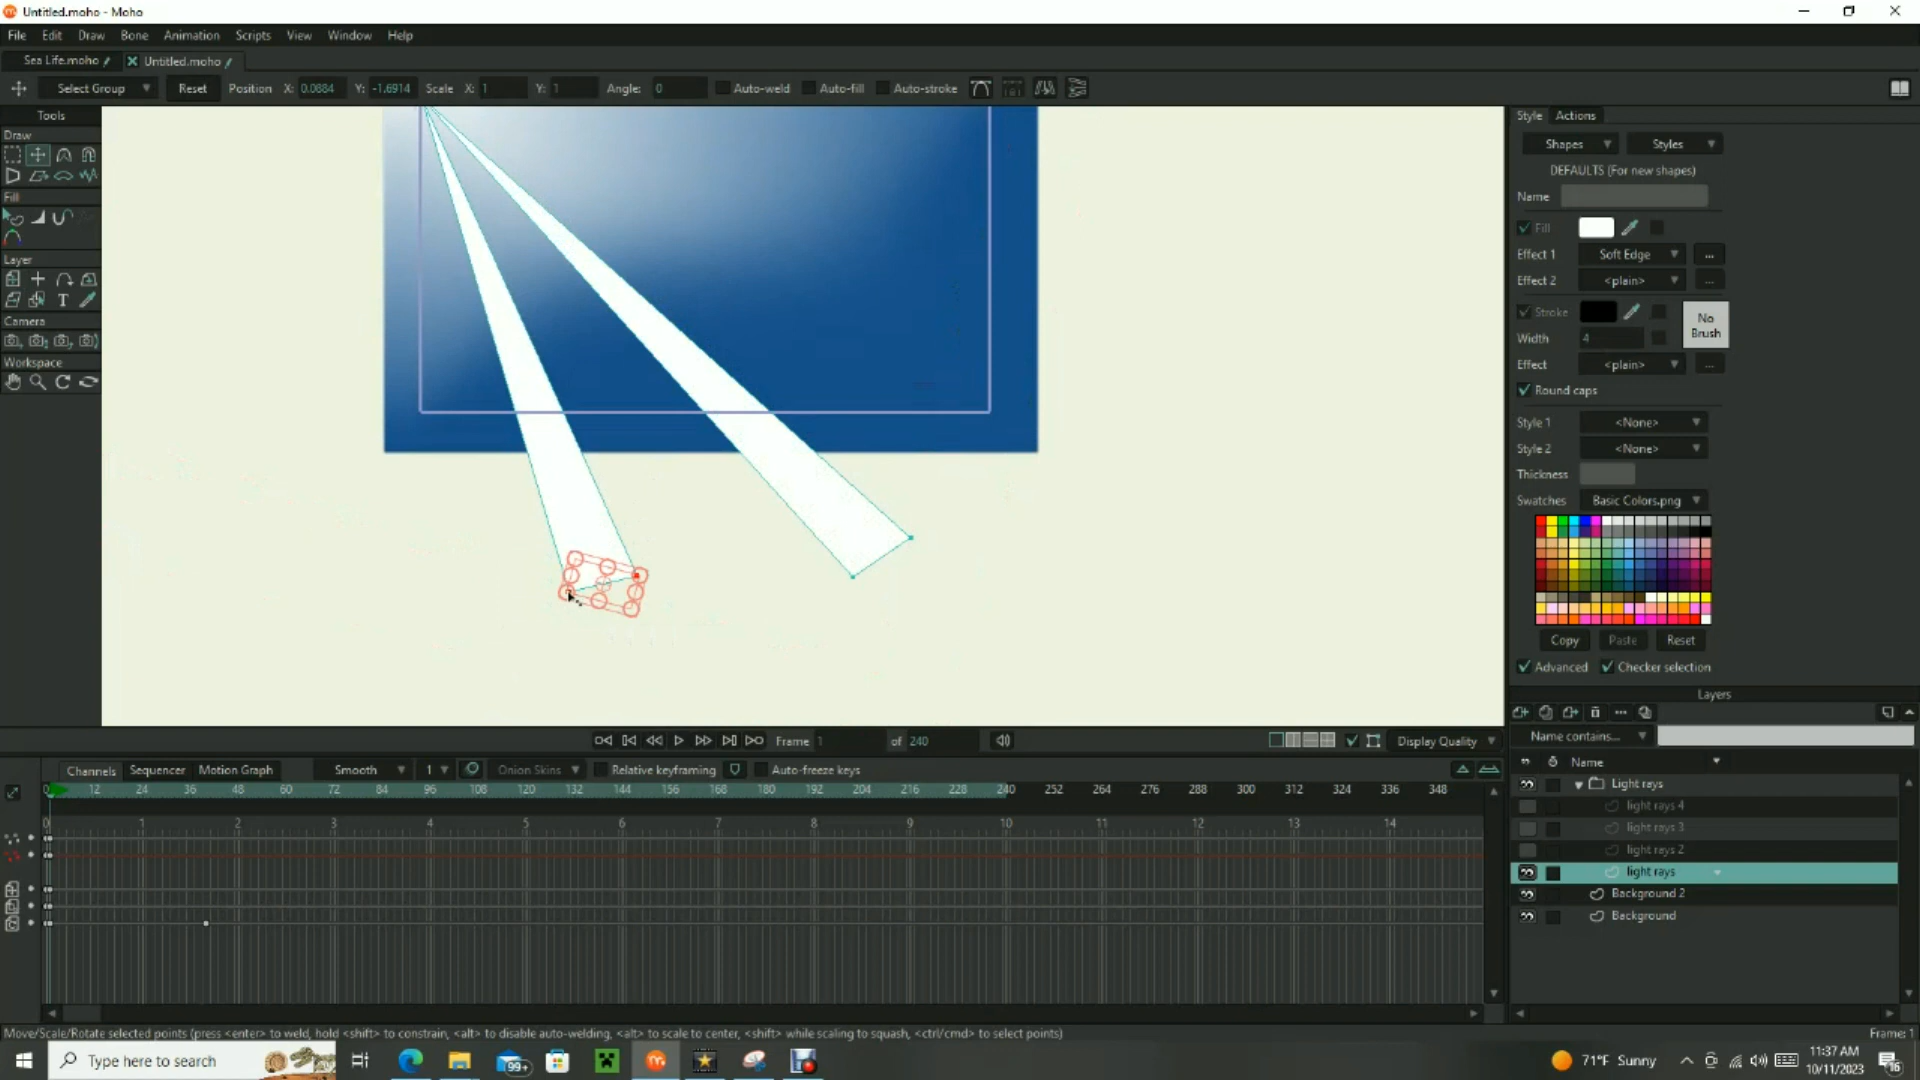 Untitled.moho - Moho
File Edit Draw Bone Animation Scripts View Window Help
Sea Life.moho Untitled.moho
Select Group Reset Position X: 0.0884 Y: -1.6914 Scale X: 1 Y: 1 Angle: 0 Auto-weld Auto-fill Auto-stroke
Tools
Draw
Fill
Layer
Camera
Workspace
Style Actions
Shapes Styles
DEFAULTS (For new shapes)
Name
Fill
Effect 1 Soft Edge ...
Effect 2 <plain> ...
Stroke
No Brush
Width 4
Effect <plain> ...
Round caps
Style 1 <None>
Style 2 <None>
Thickness
Swatches Basic Colors.png
Copy Paste Reset
Advanced Checker selection
Layers
Name contains...
Name
Light rays
light rays 4
light rays 3
light rays 2
light rays
Background 2
Background
Frame 1 of 240 Display Quality
Channels Sequencer Motion Graph Smooth 1 Onion Skins Relative keyframing Auto-freeze keys
0 12 24 36 48 60 72 84 96 108 120 132 144 156 168 180 192 204 216 228 240 252 264 276 288 300 312 324 336 348
0 1 2 3 4 5 6 7 8 9 10 11 12 13 14
Move/Scale/Rotate selected points (press <enter> to weld, hold <shift> to constrain, <alt> to disable auto-welding, <alt> to scale to center, <shift> while scaling to squash, <ctrl/cmd> to select points) Frame: 1
Type here to search 99+ 71°F Sunny 11:37 AM
10/11/2023 16